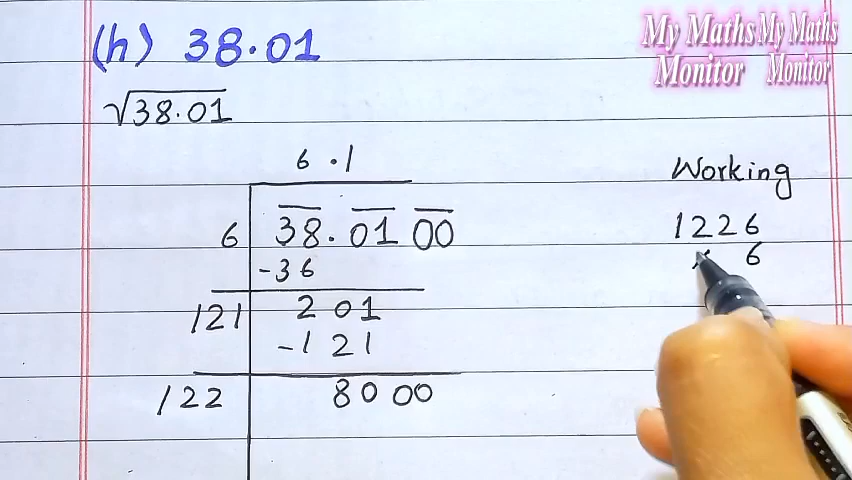 (h) 38.01
My Maths My Maths
Monitor Monitor
√38.01
6.1
Working
6 38.01 00
1226
-36
× 6
121 201
-121
122 8000